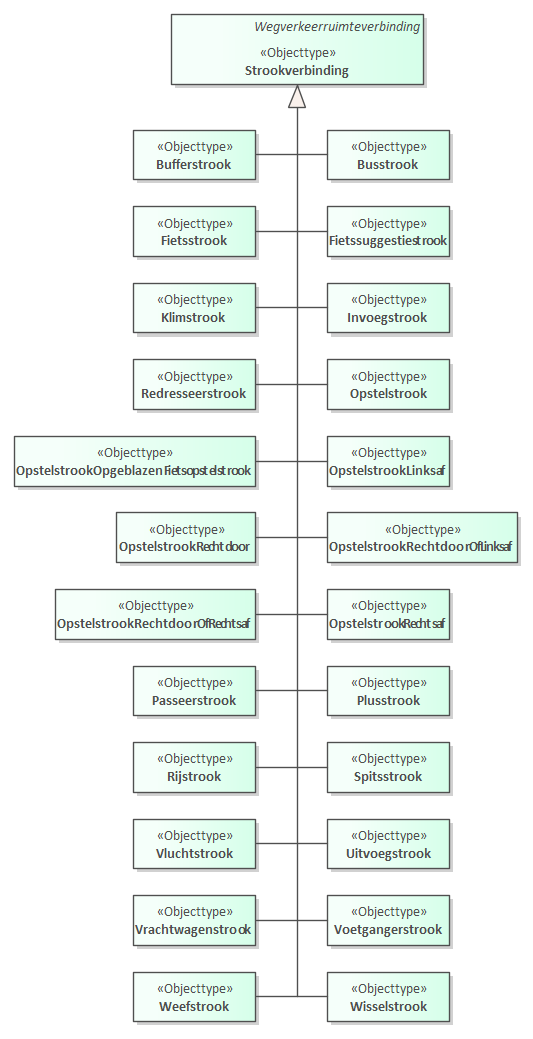 Wegverkeerruimteverbinding
«Objecttype»
Strookverbinding
«Objecttype»
Bufferstrook
«Objecttype»
Busstrook
«Objecttype»
Fietsstrook
«Objecttype»
Fietssuggestiestrook
«Objecttype»
Klimstrook
«Objecttype»
Invoegstrook
«Objecttype»
Redresseerstrook
«Objecttype»
Opstelstrook
«Objecttype»
OpstelstrookOpgeblazenFietsopstelstrook
«Objecttype»
OpstelstrookLinksaf
«Objecttype»
OpstelstrookRechtdoor
«Objecttype»
OpstelstrookRechtdoorOfLinksaf
«Objecttype»
OpstelstrookRechtdoorOfRechtsaf
«Objecttype»
OpstelstrookRechtsaf
«Objecttype»
Passeerstrook
«Objecttype»
Plusstrook
«Objecttype»
Rijstrook
«Objecttype»
Spitsstrook
«Objecttype»
Vluchtstrook
«Objecttype»
Uitvoegstrook
«Objecttype»
Vrachtwagenstrook
«Objecttype»
Voetgangerstrook
«Objecttype»
Weefstrook
«Objecttype»
Wisselstrook